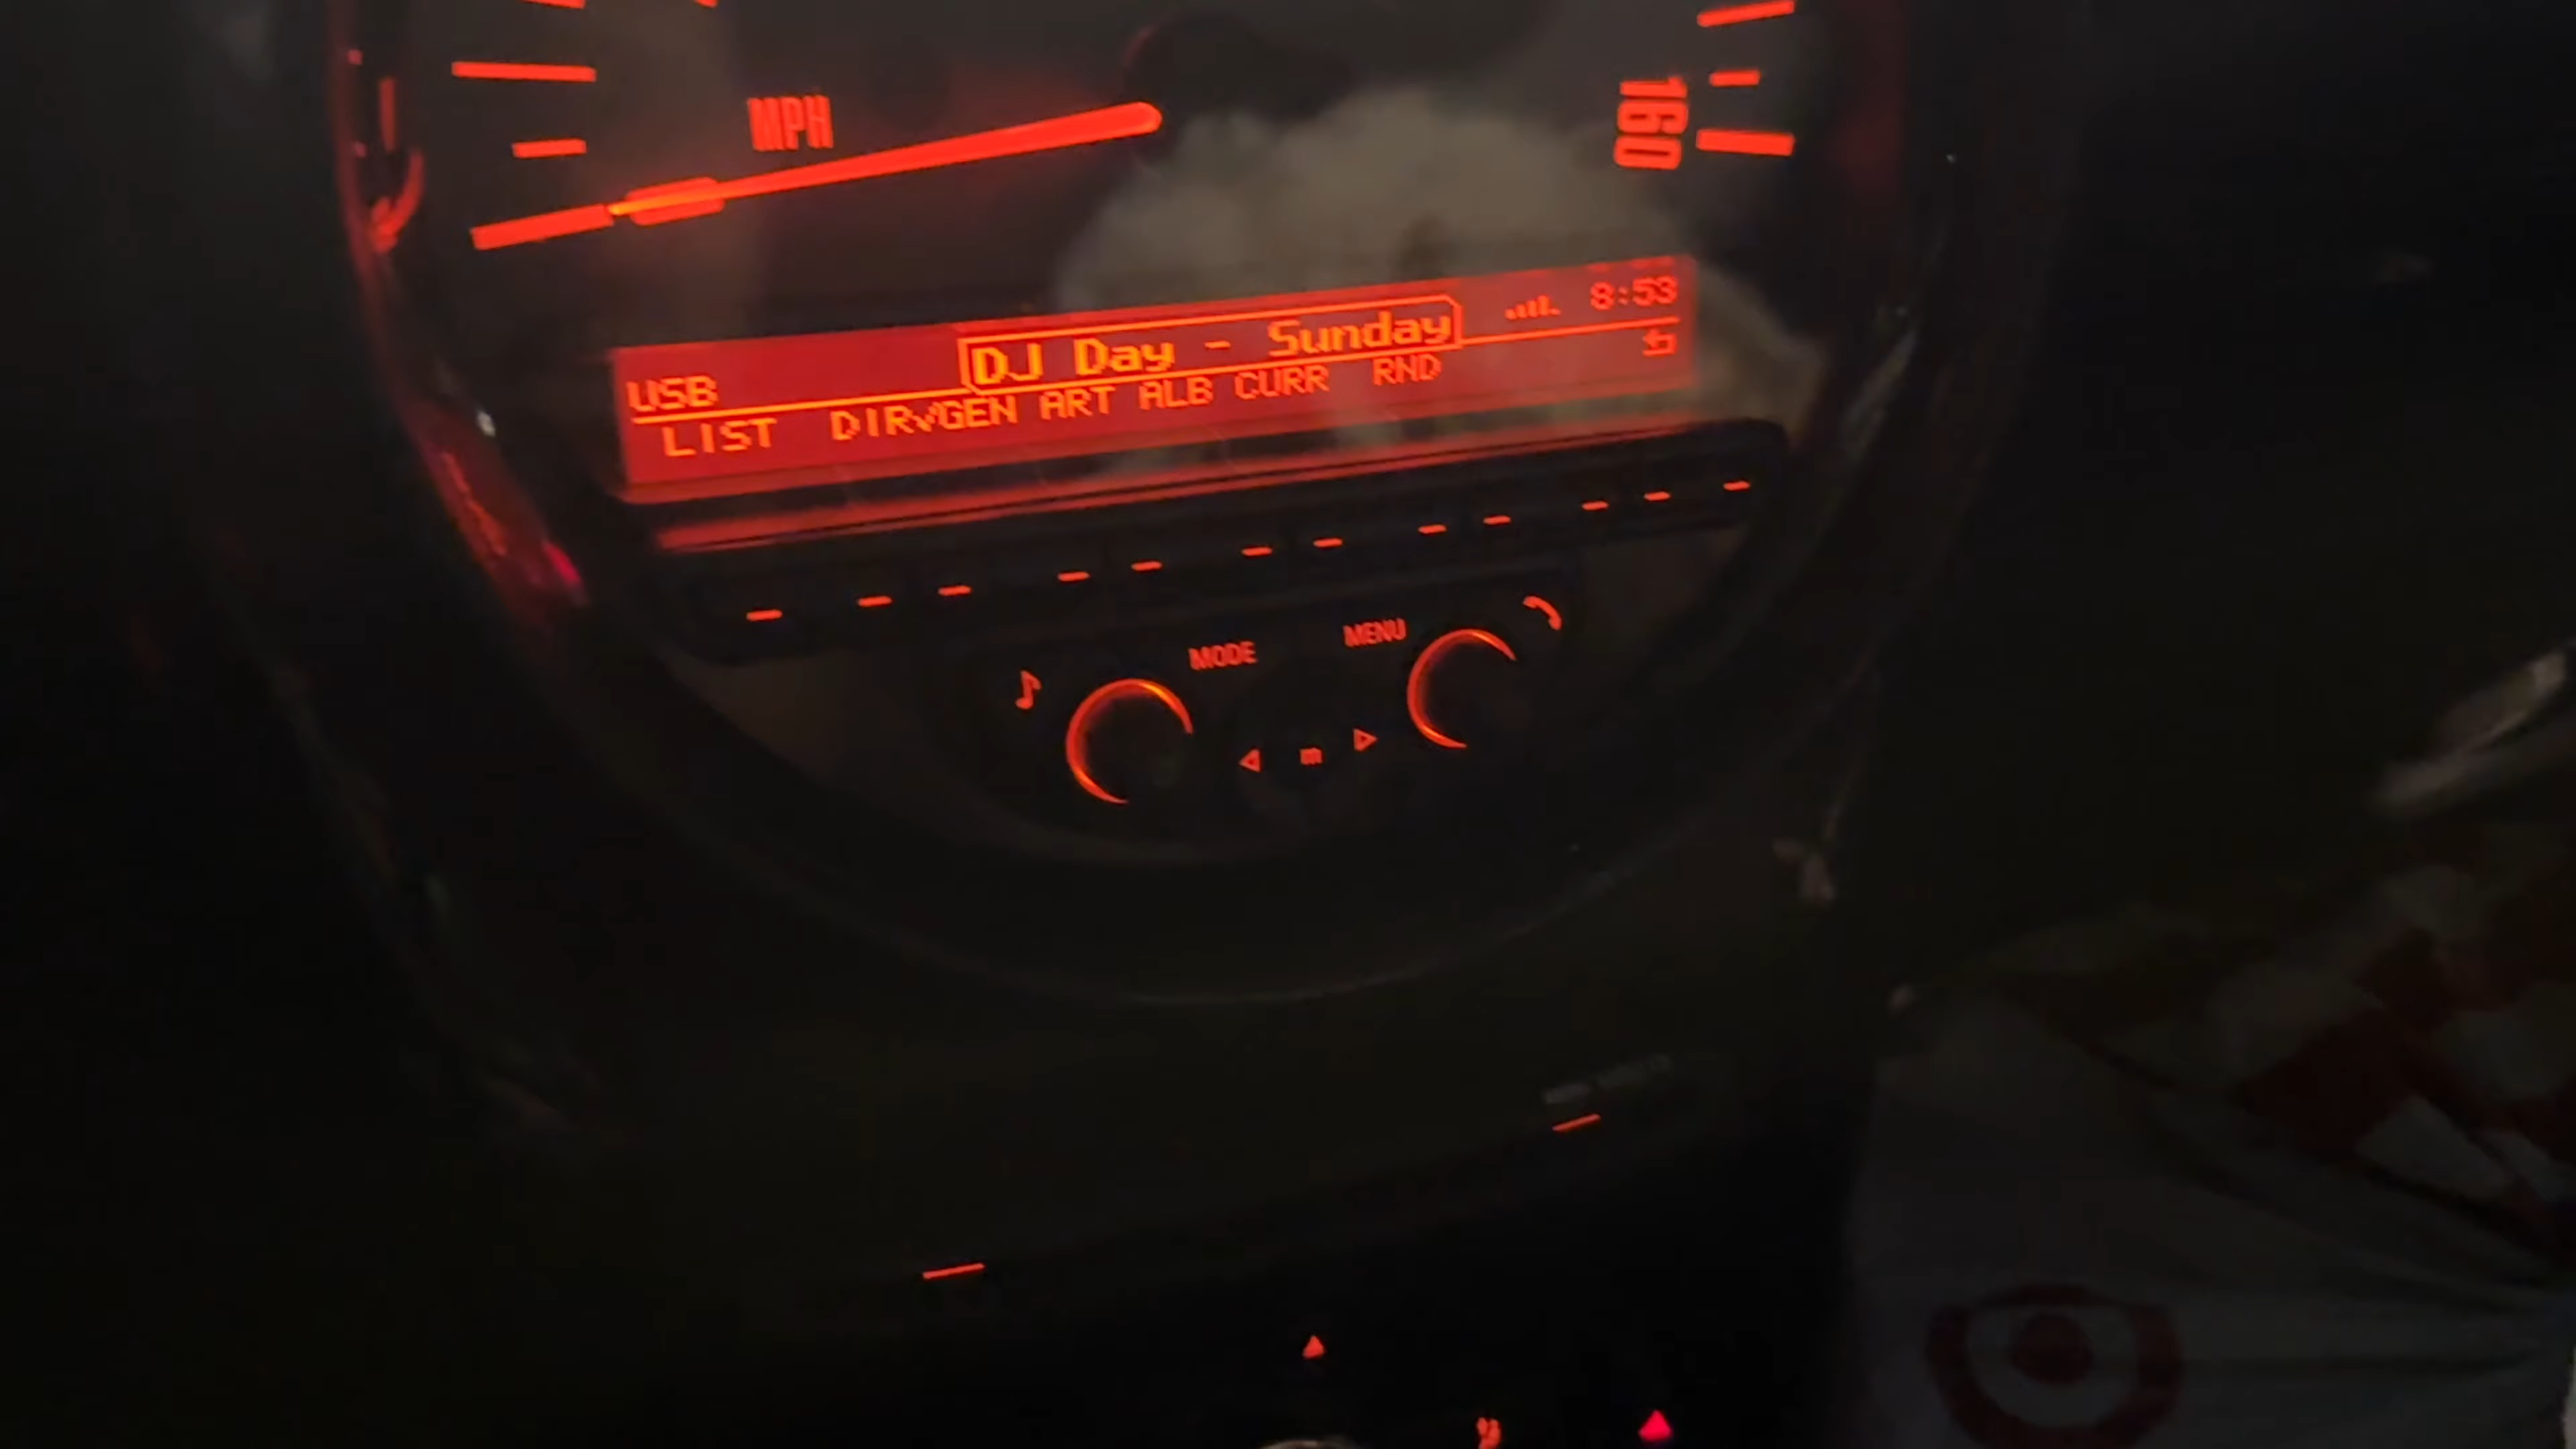 MPH
160
8:53
USB DJ Day - Sunday
LIST DIR✓GEN ART ALB CURR RND
MODE MENU
m